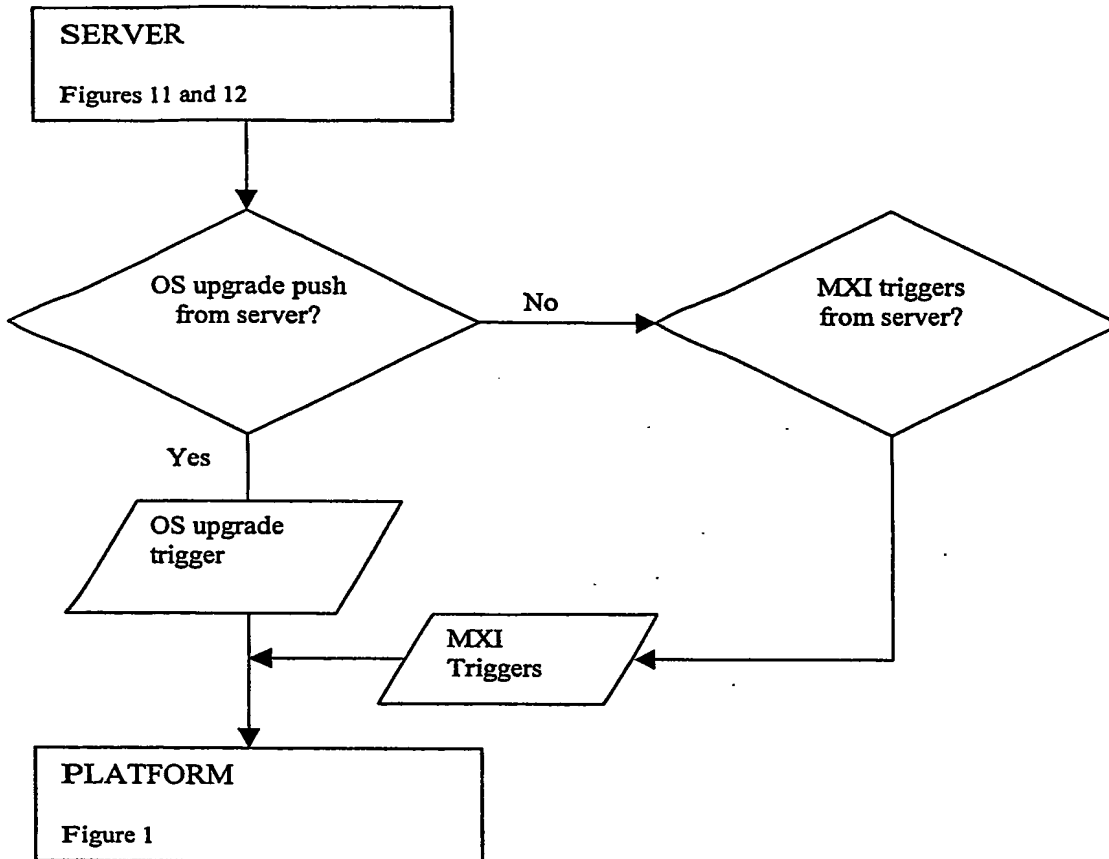 SERVER
Figures 11 and 12
OS upgrade push
from server?
No
MXI triggers
from server?
Yes
OS upgrade
trigger
MXI
Triggers
PLATFORM
Figure 1